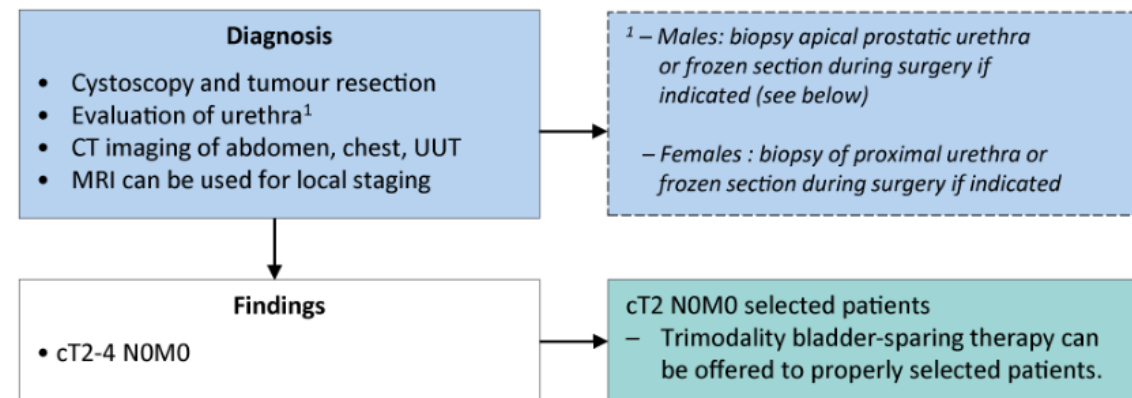 Diagnosis
• Cystoscopy and tumour resection
• Evaluation of urethra¹
• CT imaging of abdomen, chest, UUT
• MRI can be used for local staging
¹ – Males: biopsy apical prostatic urethra
or frozen section during surgery if
indicated (see below)
– Females : biopsy of proximal urethra or
frozen section during surgery if indicated
Findings
• cT2-4 N0M0
cT2 N0M0 selected patients
– Trimodality bladder-sparing therapy can
be offered to properly selected patients.